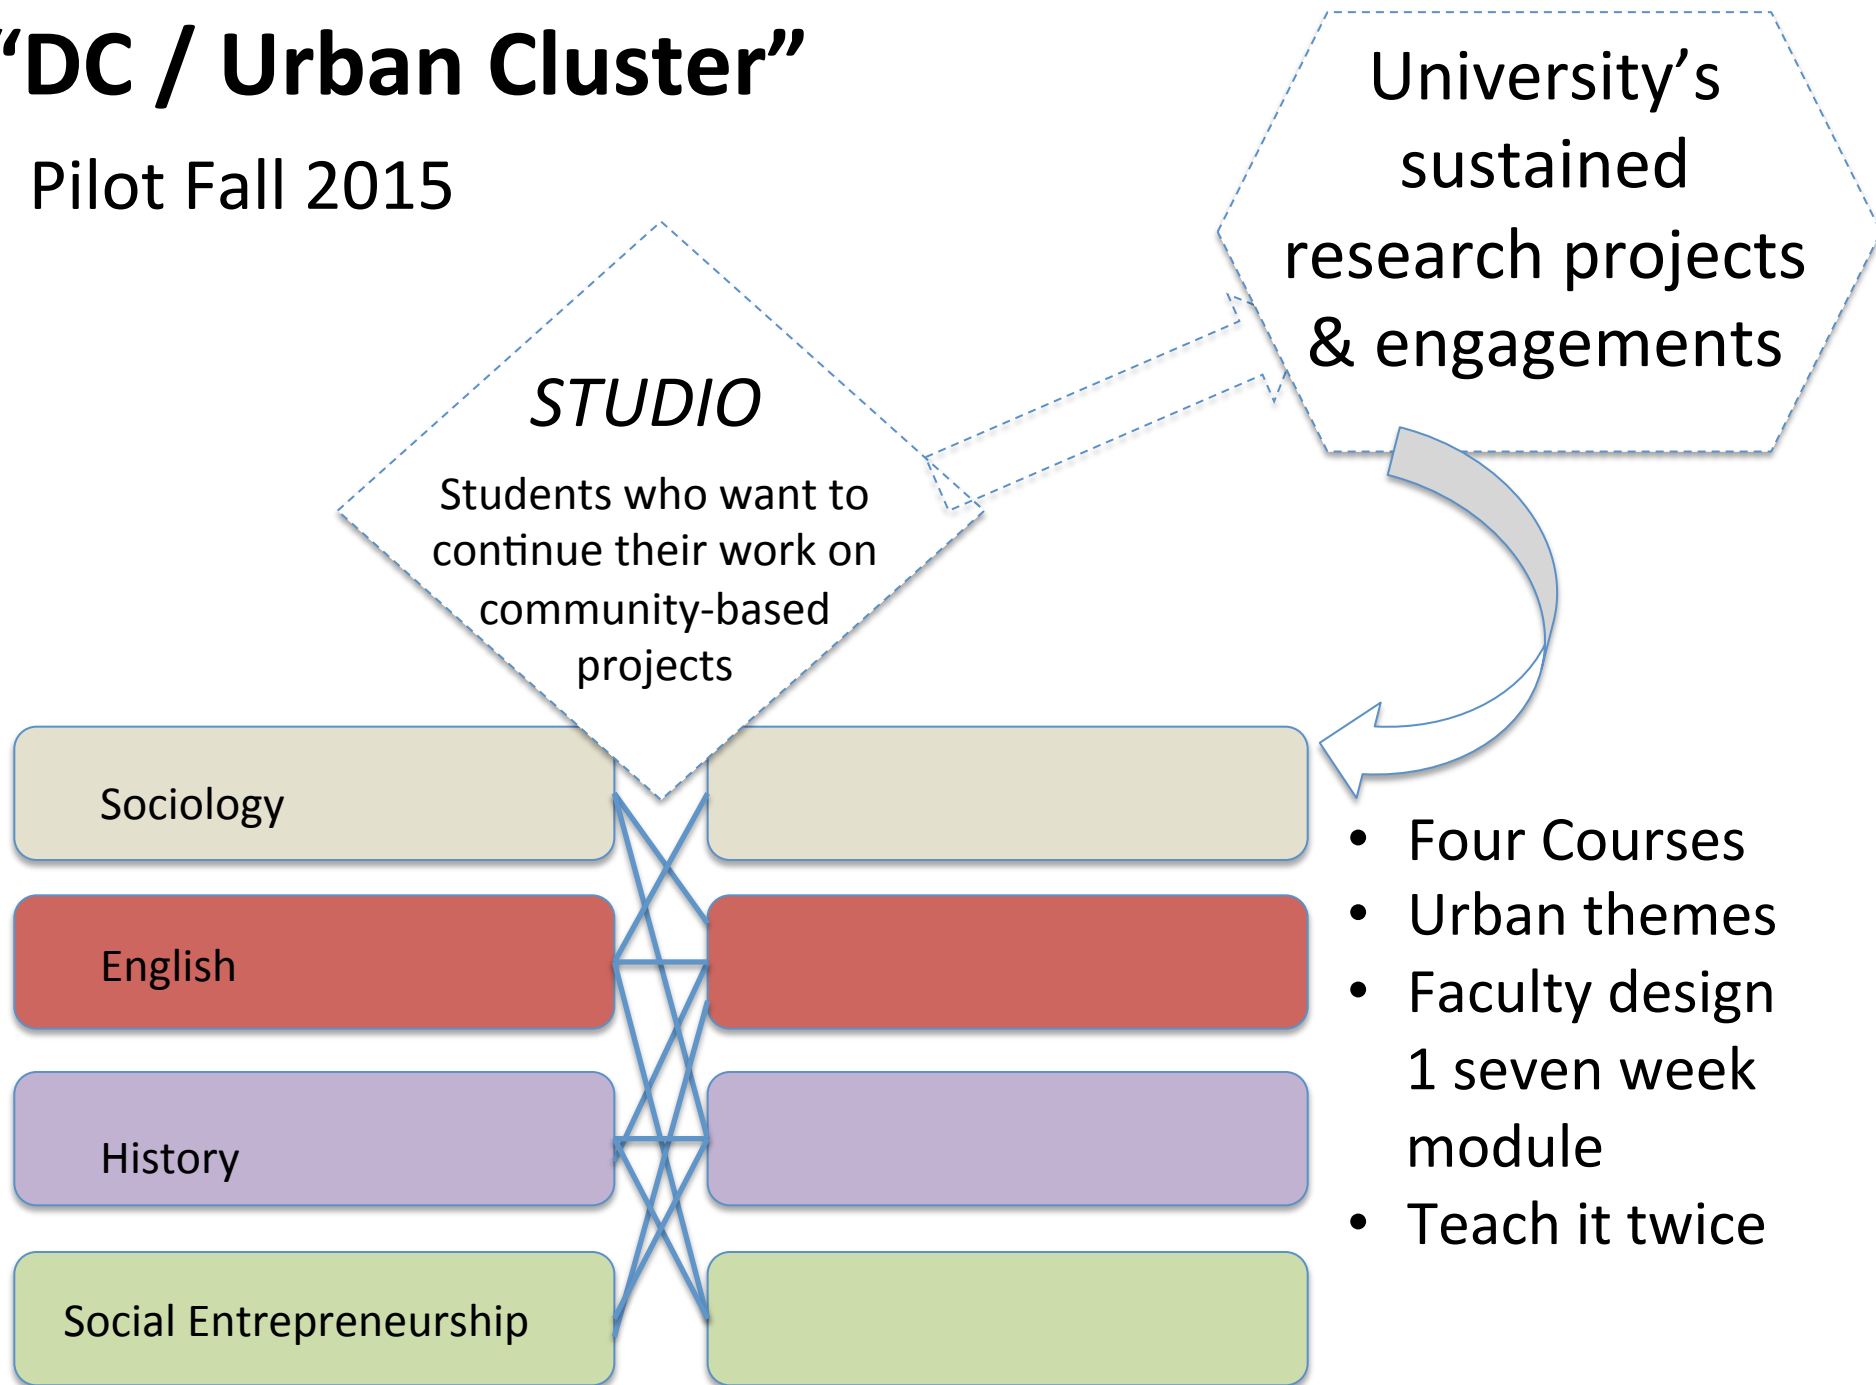 “DC / Urban Cluster”
Pilot Fall 2015
University’s
sustained
research projects
& engagements
STUDIO
Students who want to
continue their work on
community-based
projects
Sociology
English
History
Social Entrepreneurship
• Four Courses
• Urban themes
• Faculty design
1 seven week
module
• Teach it twice